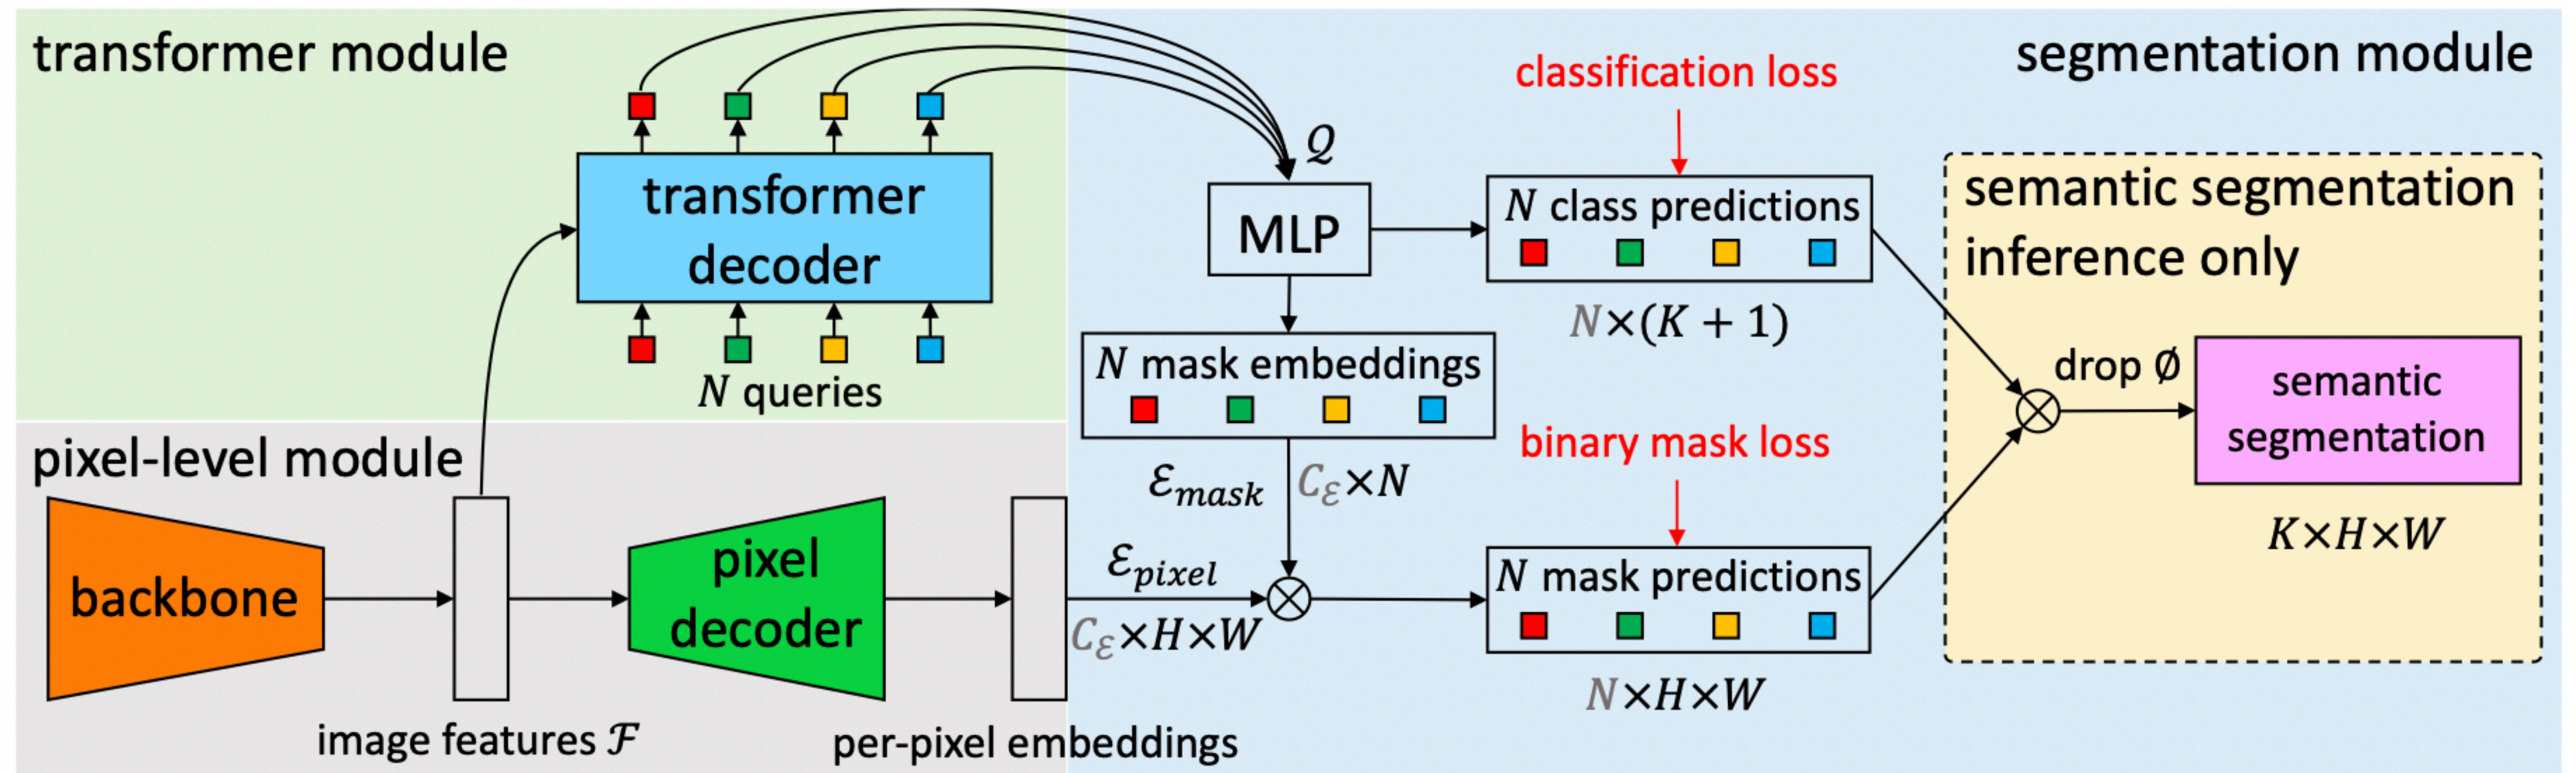 transformer module
transformer
decoder
N queries
pixel-level module
backbone
image features ℱ
pixel
decoder
per-pixel embeddings
segmentation module
𝒬
MLP
classification loss
N class predictions
N×(K + 1)
N mask embeddings
ℰmask
Cℰ×N
ℰpixel
Cℰ×H×W
binary mask loss
N mask predictions
N×H×W
semantic segmentation
inference only
drop ∅
semantic
segmentation
K×H×W